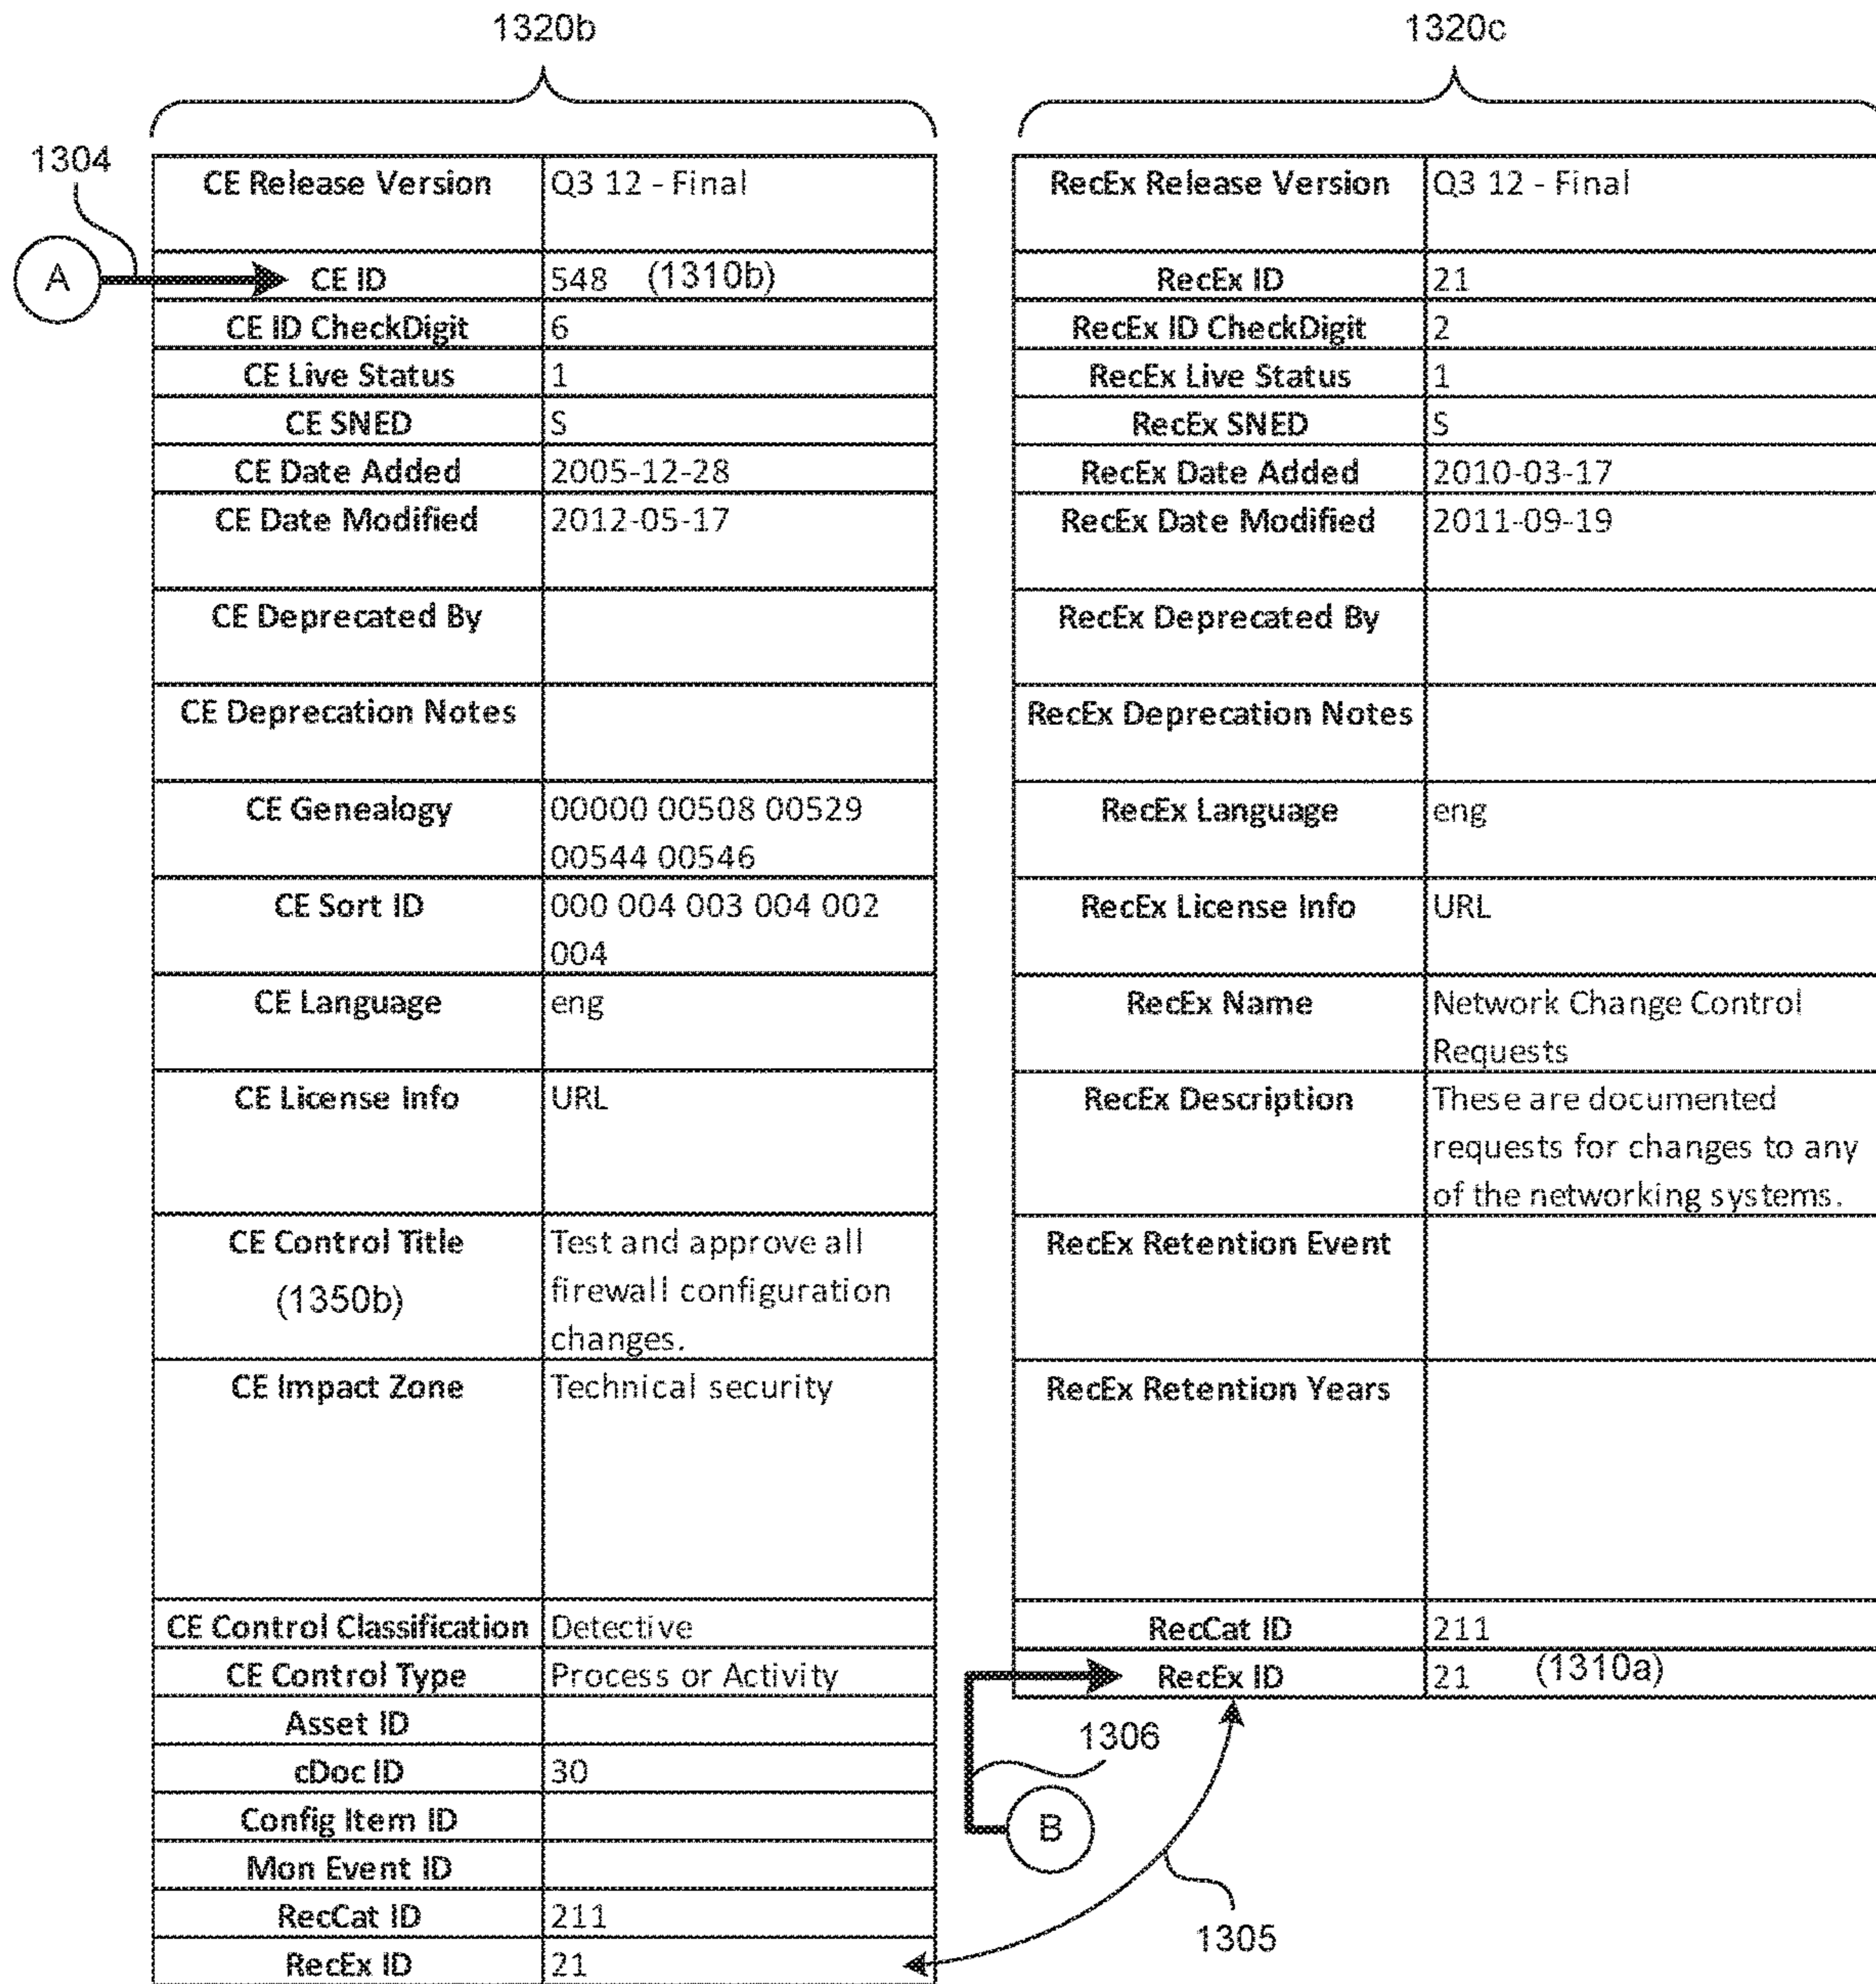 1320b
1320c
1304
A
CE Release Version Q3 12 - Final
CE ID 548 (1310b)
CE ID CheckDigit 6
CE Live Status 1
CE SNED S
CE Date Added 2005-12-28
CE Date Modified 2012-05-17
CE Deprecated By
CE Deprecation Notes
CE Genealogy 00000 00508 00529
00544 00546
CE Sort ID 000 004 003 004 002
004
CE Language eng
CE License Info URL
CE Control Title Test and approve all
(1350b) firewall configuration
changes.
CE Impact Zone Technical security
CE Control Classification Detective
CE Control Type Process or Activity
Asset ID
cDoc ID 30
Config Item ID
Mon Event ID
RecCat ID 211
RecEx ID 21
RecEx Release Version Q3 12 - Final
RecEx ID 21
RecEx ID CheckDigit 2
RecEx Live Status 1
RecEx SNED S
RecEx Date Added 2010-03-17
RecEx Date Modified 2011-09-19
RecEx Deprecated By
RecEx Deprecation Notes
RecEx Language eng
RecEx License Info URL
RecEx Name Network Change Control
Requests
RecEx Description These are documented
requests for changes to any
of the networking systems.
RecEx Retention Event
RecEx Retention Years
RecCat ID 211
RecEx ID 21 (1310a)
1306
B
1305